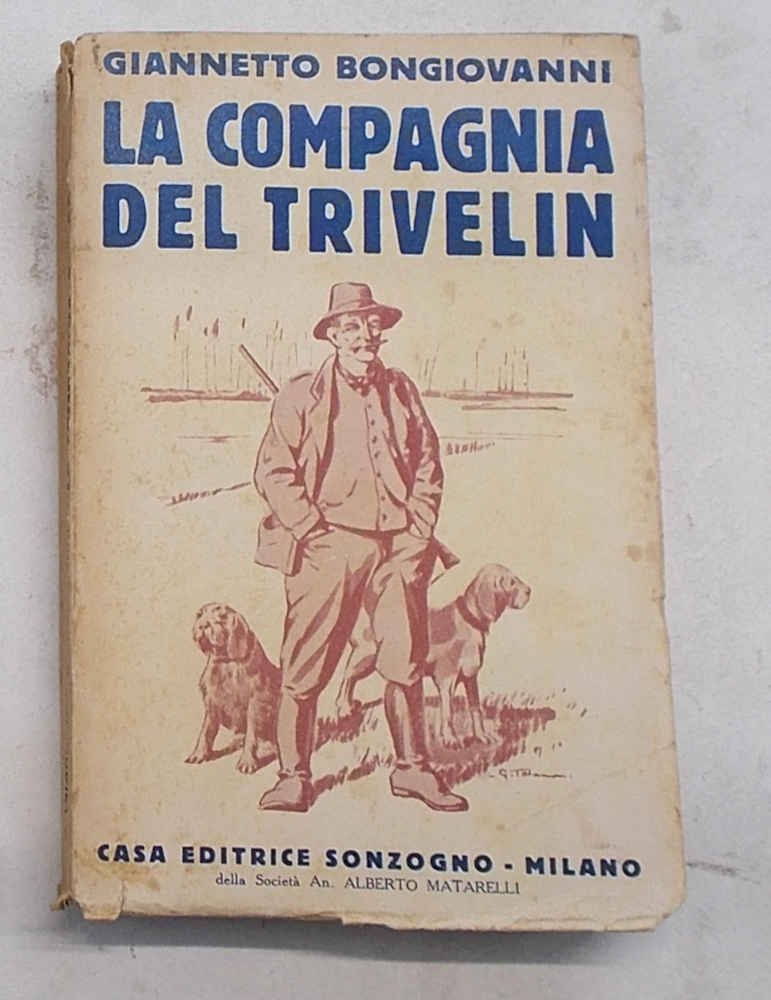 GIANNETTO BONGIOVANNI
LA COMPAGNIA
DEL TRIVELIN
CASA EDITRICE SONZOGNO - MILANO
della Società An. ALBERTO MATARELLI